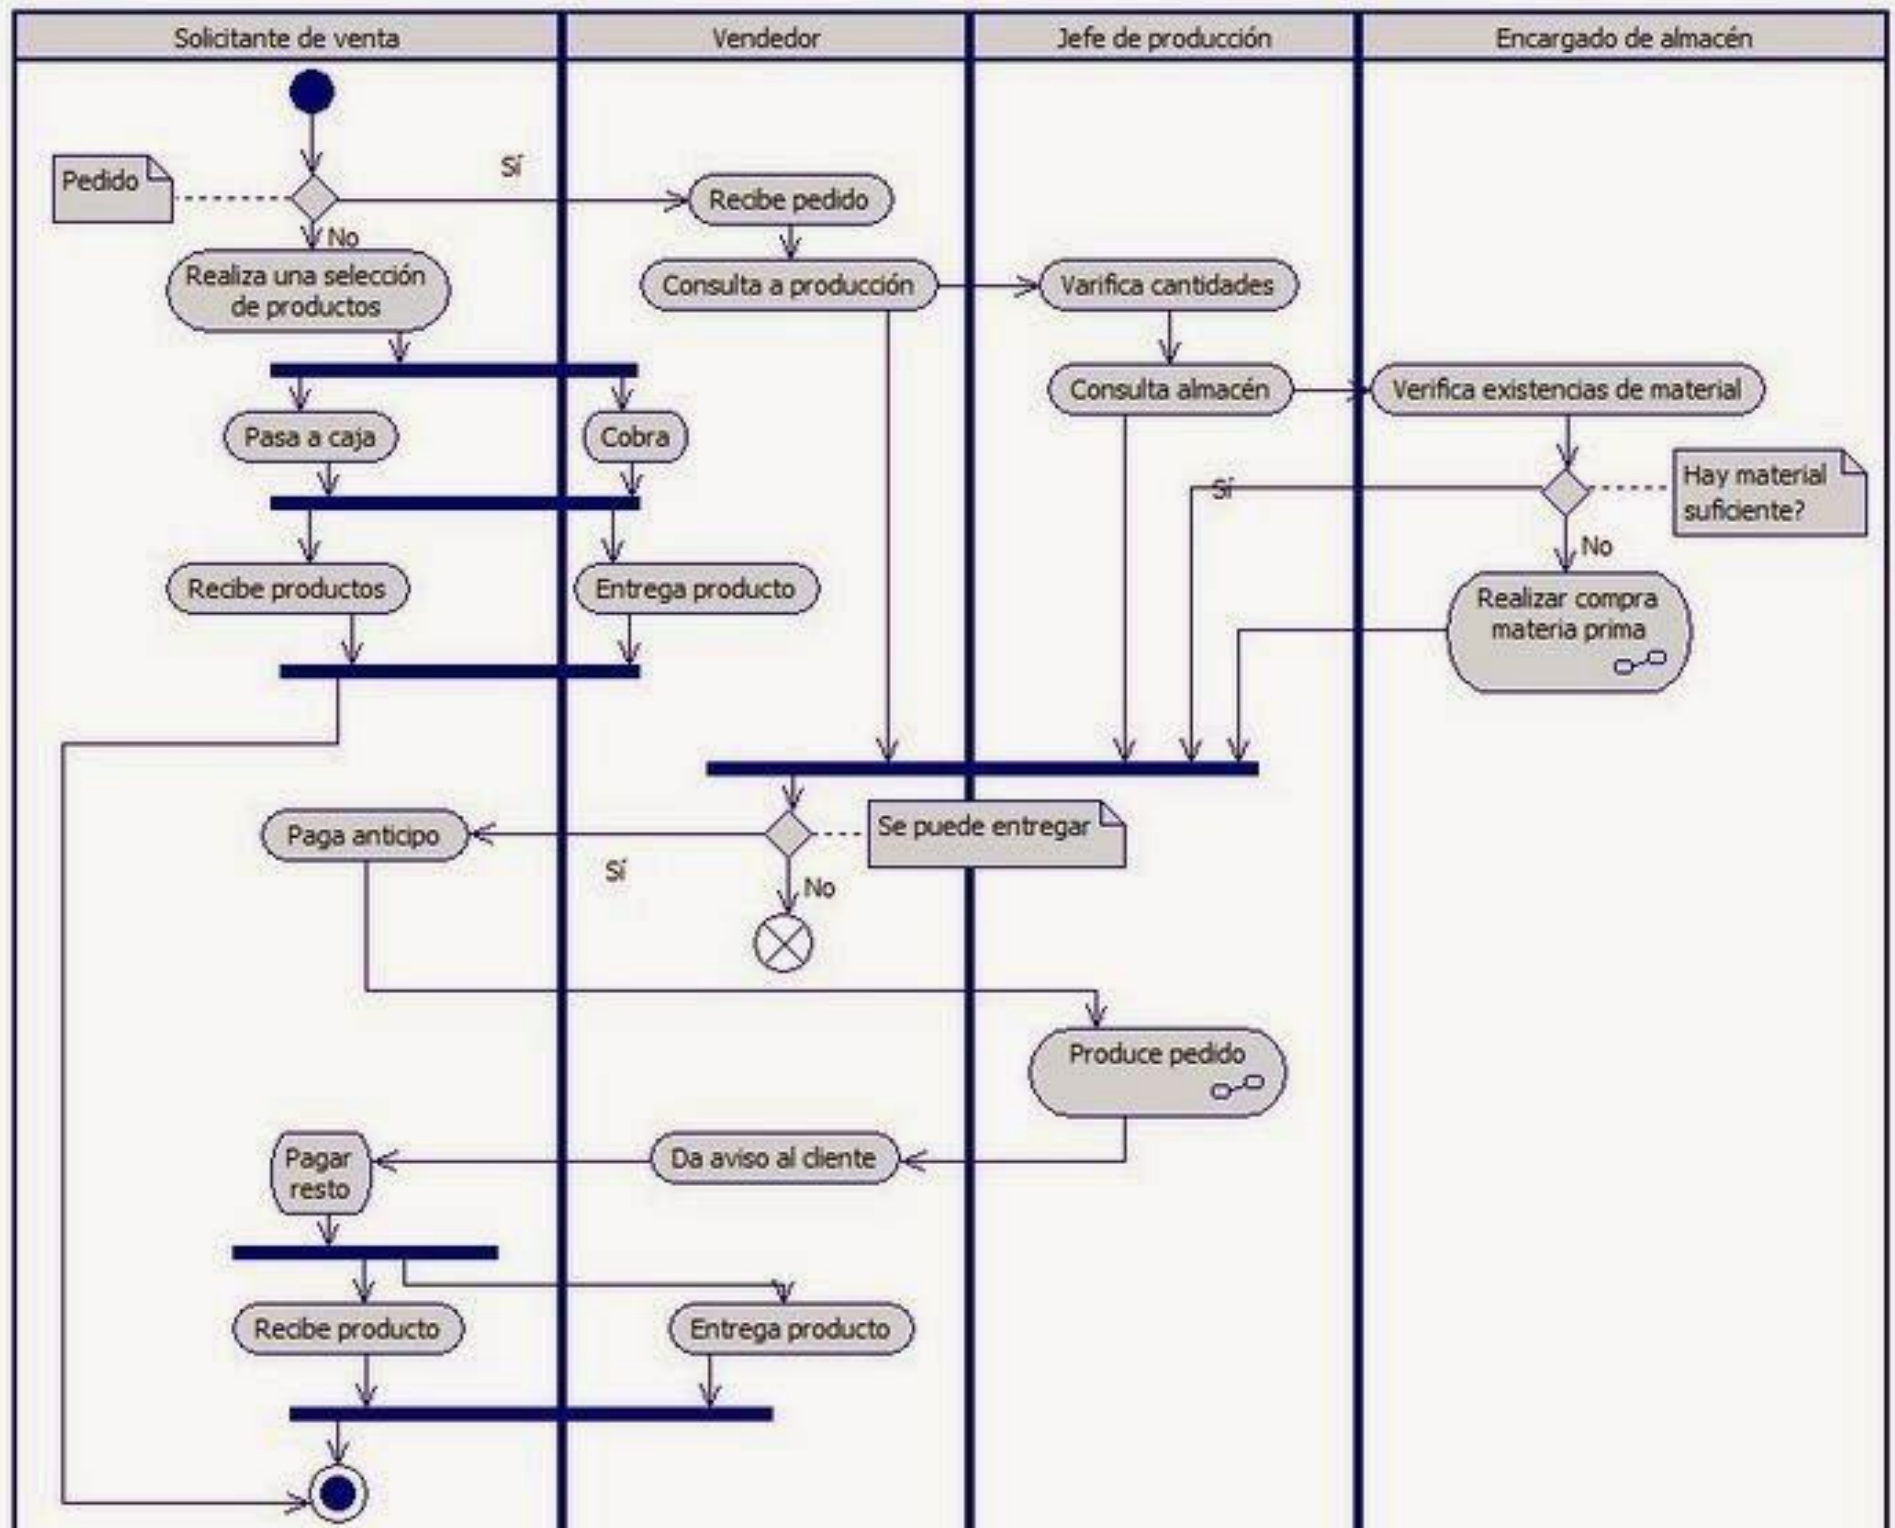 Solicitante de venta
Vendedor
Jefe de producción
Encargado de almacén
Pedido
Sí
Recibe pedido
No
Realiza una selección
de productos
Consulta a producción
Varifica cantidades
Consulta almacén
Verifica existencias de material
Pasa a caja
Cobra
Sí
Hay material
suficiente?
No
Recibe productos
Entrega producto
Realizar compra
materia prima
Paga anticipo
Sí
Se puede entregar
No
Produce pedido
Pagar
resto
Da aviso al cliente
Recibe producto
Entrega producto